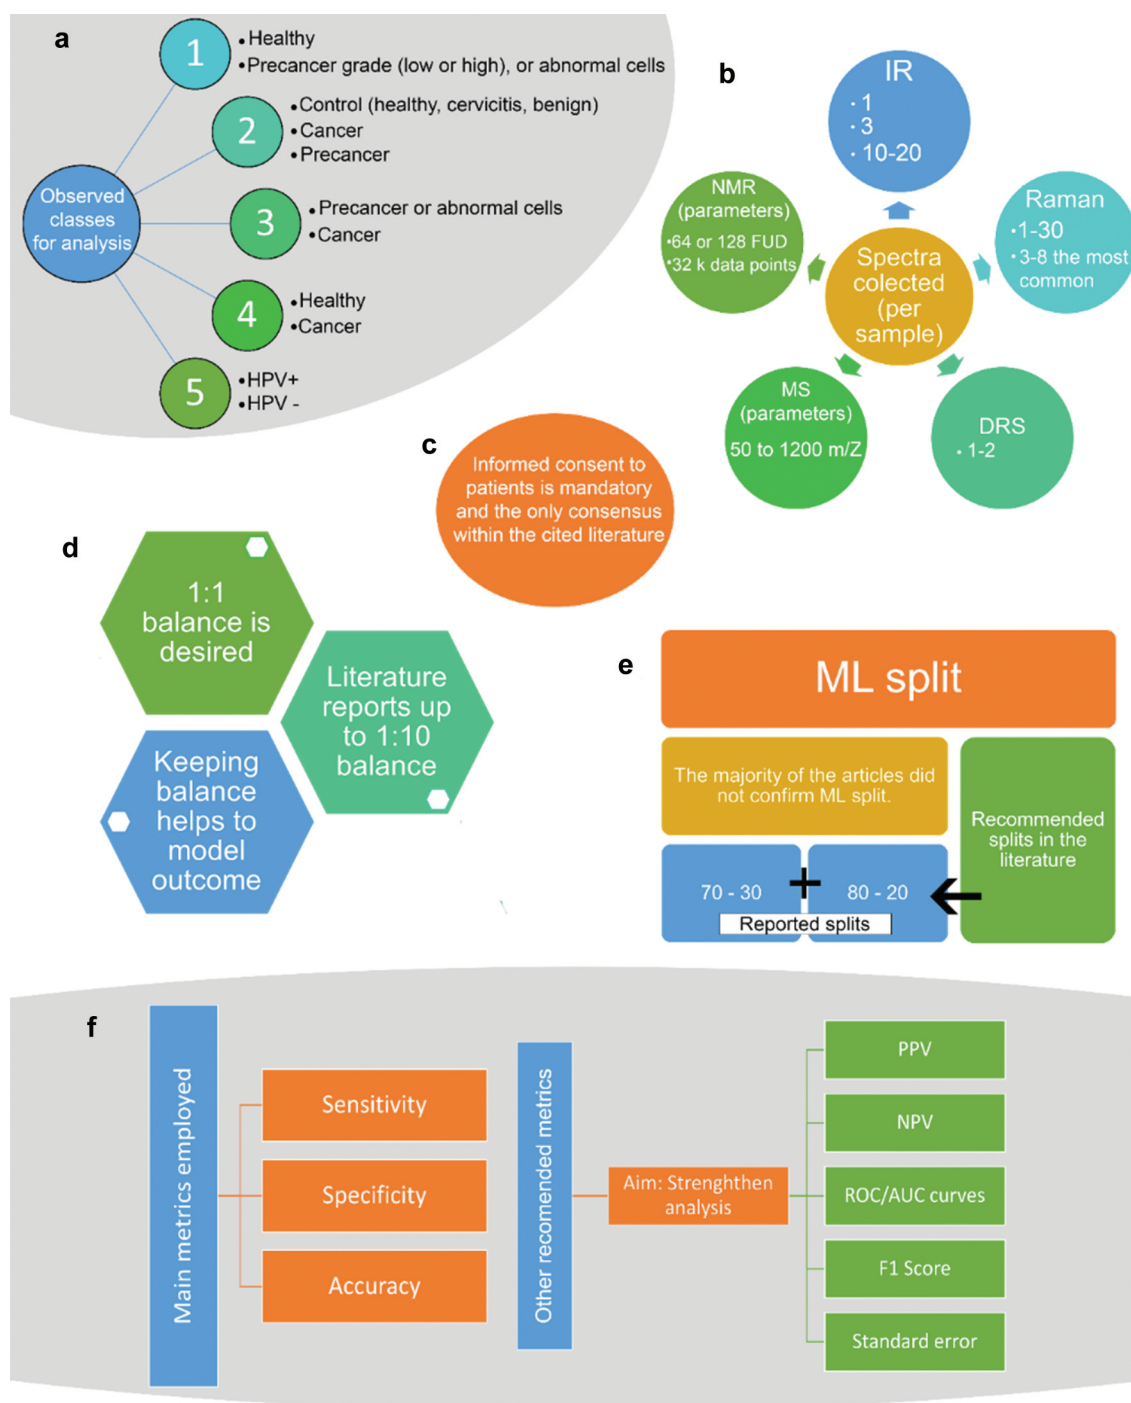 a
1
•Healthy
•Precancer grade (low or high), or abnormal cells
2
•Control (healthy, cervicitis, benign)
•Cancer
•Precancer
Observed
classes
for analysis
3
•Precancer or abnormal cells
•Cancer
4
•Healthy
•Cancer
5
•HPV+
•HPV -
b
IR
· 1
· 3
· 10-20
NMR
(parameters)
•64 or 128 FUD
•32 k data points
Raman
•1-30
• 3-8 the most
common
Spectra
colected
(per
sample)
MS
(parameters)
50 to 1200 m/Z
DRS
· 1-2
c
Informed consent to
patients is mandatory
and the only consensus
within the cited literature
d
1:1
balance is
desired
Literature
reports up
to 1:10
balance
Keeping
balance
helps to
model
outcome
e
ML split
The majority of the articles did
not confirm ML split.
Recommended
splits in the
literature
70 - 30
+
80 - 20
Reported splits
f
Main metrics employed
Sensitivity
Specificity
Accuracy
Other recomended metrics
Aim: Strenghthen
analysis
PPV
NPV
ROC/AUC curves
F1 Score
Standard error